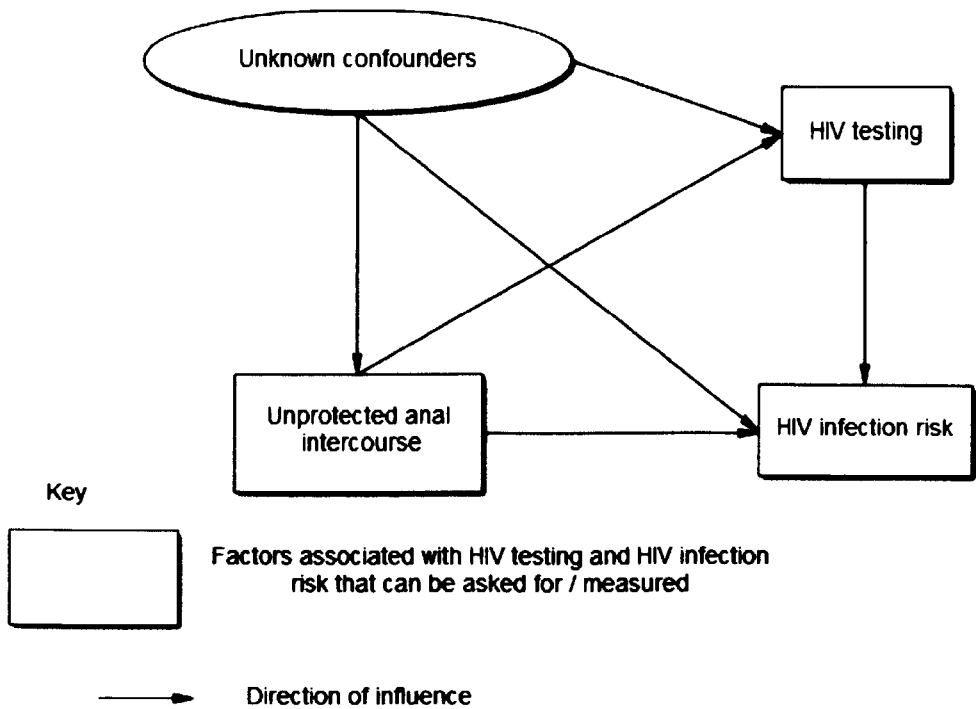 Unknown confounders
HIV testing
Unprotected anal
intercourse
HIV infection risk
Key
Factors associated with HIV testing and HIV infection
risk that can be asked for / measured
Direction of influence